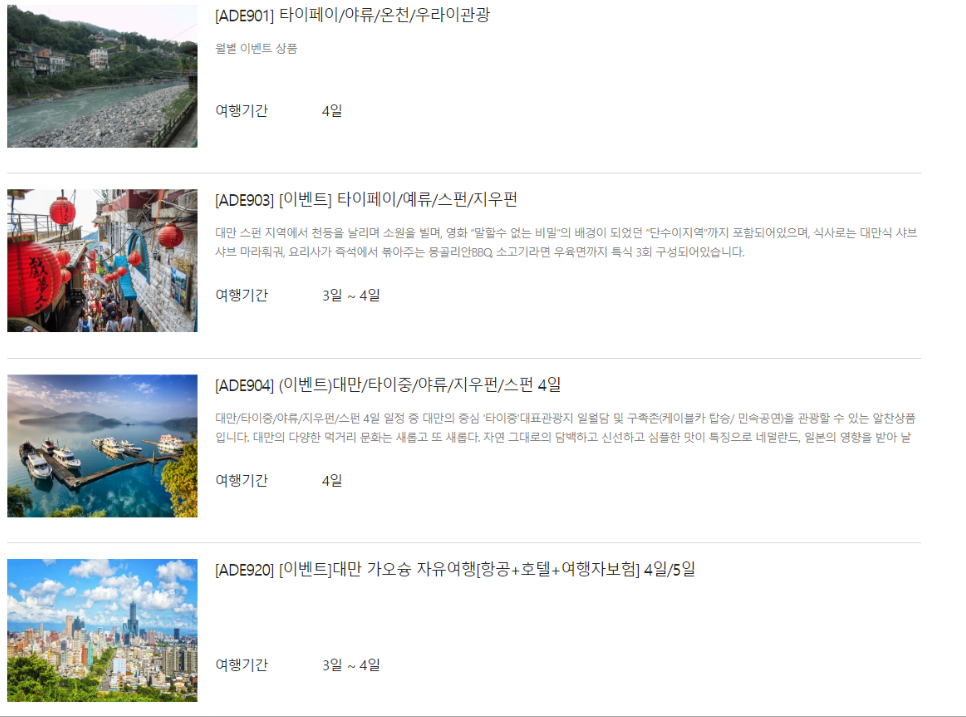 [ADE901] 타이페이/야류/온천/우라이관광
월별 이벤트 상품
여행기간 4일
[ADE903] [이벤트] 타이페이/예류/스펀/지우펀
대만 스펀 지역에서 천등을 날리며 소원을 빌며, 영화 "말할수 없는 비밀"의 배경이 되었던 "단수이지역"까지 포함되어있으며, 식사로는 대만식 샤브
샤브 마라훠궈, 요리사가 즉석에서 볶아주는 몽골리안BBQ, 소고기라면 우육면까지 특식 3회 구성되어있습니다.
여행기간 3일 ~ 4일
[ADE904] (이벤트)대만/타이중/야류/지우펀/스펀 4일
대만/타이중/야류/지우펀/스펀 4일 일정 중 대만의 중심 '타이중'대표관광지 일월담 및 구족촌(케이블카 탑승/ 민속공연)을 관광할 수 있는 알찬상품
입니다. 대만의 다양한 먹거리 문화는 새롭고 또 새롭다. 자연 그대로의 담백하고 신선하고 심플한 맛이 특징으로 네덜란드, 일본의 영향을 받아 날
여행기간 4일
[ADE920] [이벤트]대만 가오슝 자유여행[항공+호텔+여행자보험] 4일/5일
여행기간 3일 ~ 4일